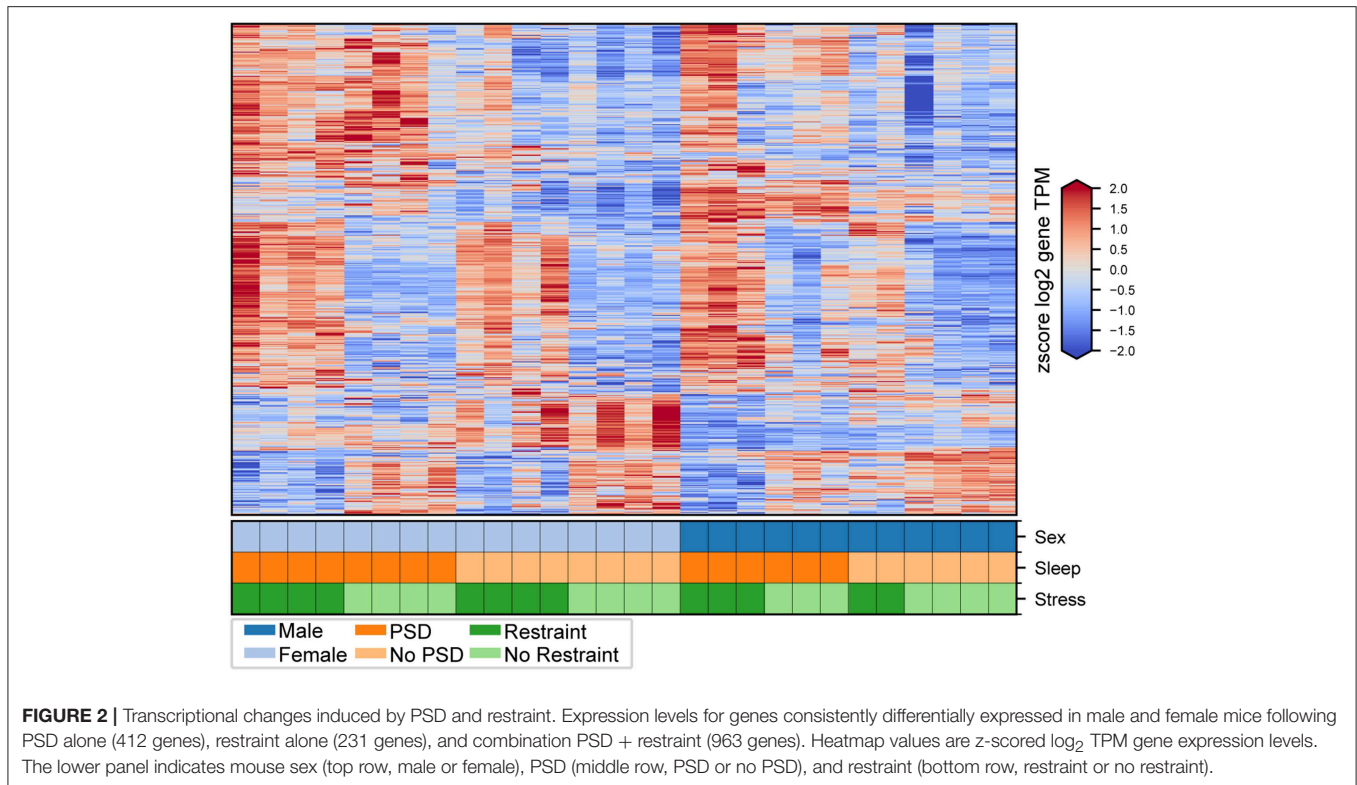 2.0
1.5
1.0
0.5
0.0
−0.5
−1.0
−1.5
−2.0
zscore log2 gene TPM
Sex
Sleep
Stress
Male PSD Restraint
Female No PSD No Restraint
FIGURE 2 | Transcriptional changes induced by PSD and restraint. Expression levels for genes consistently differentially expressed in male and female mice following
PSD alone (412 genes), restraint alone (231 genes), and combination PSD + restraint (963 genes). Heatmap values are z-scored log₂ TPM gene expression levels.
The lower panel indicates mouse sex (top row, male or female), PSD (middle row, PSD or no PSD), and restraint (bottom row, restraint or no restraint).